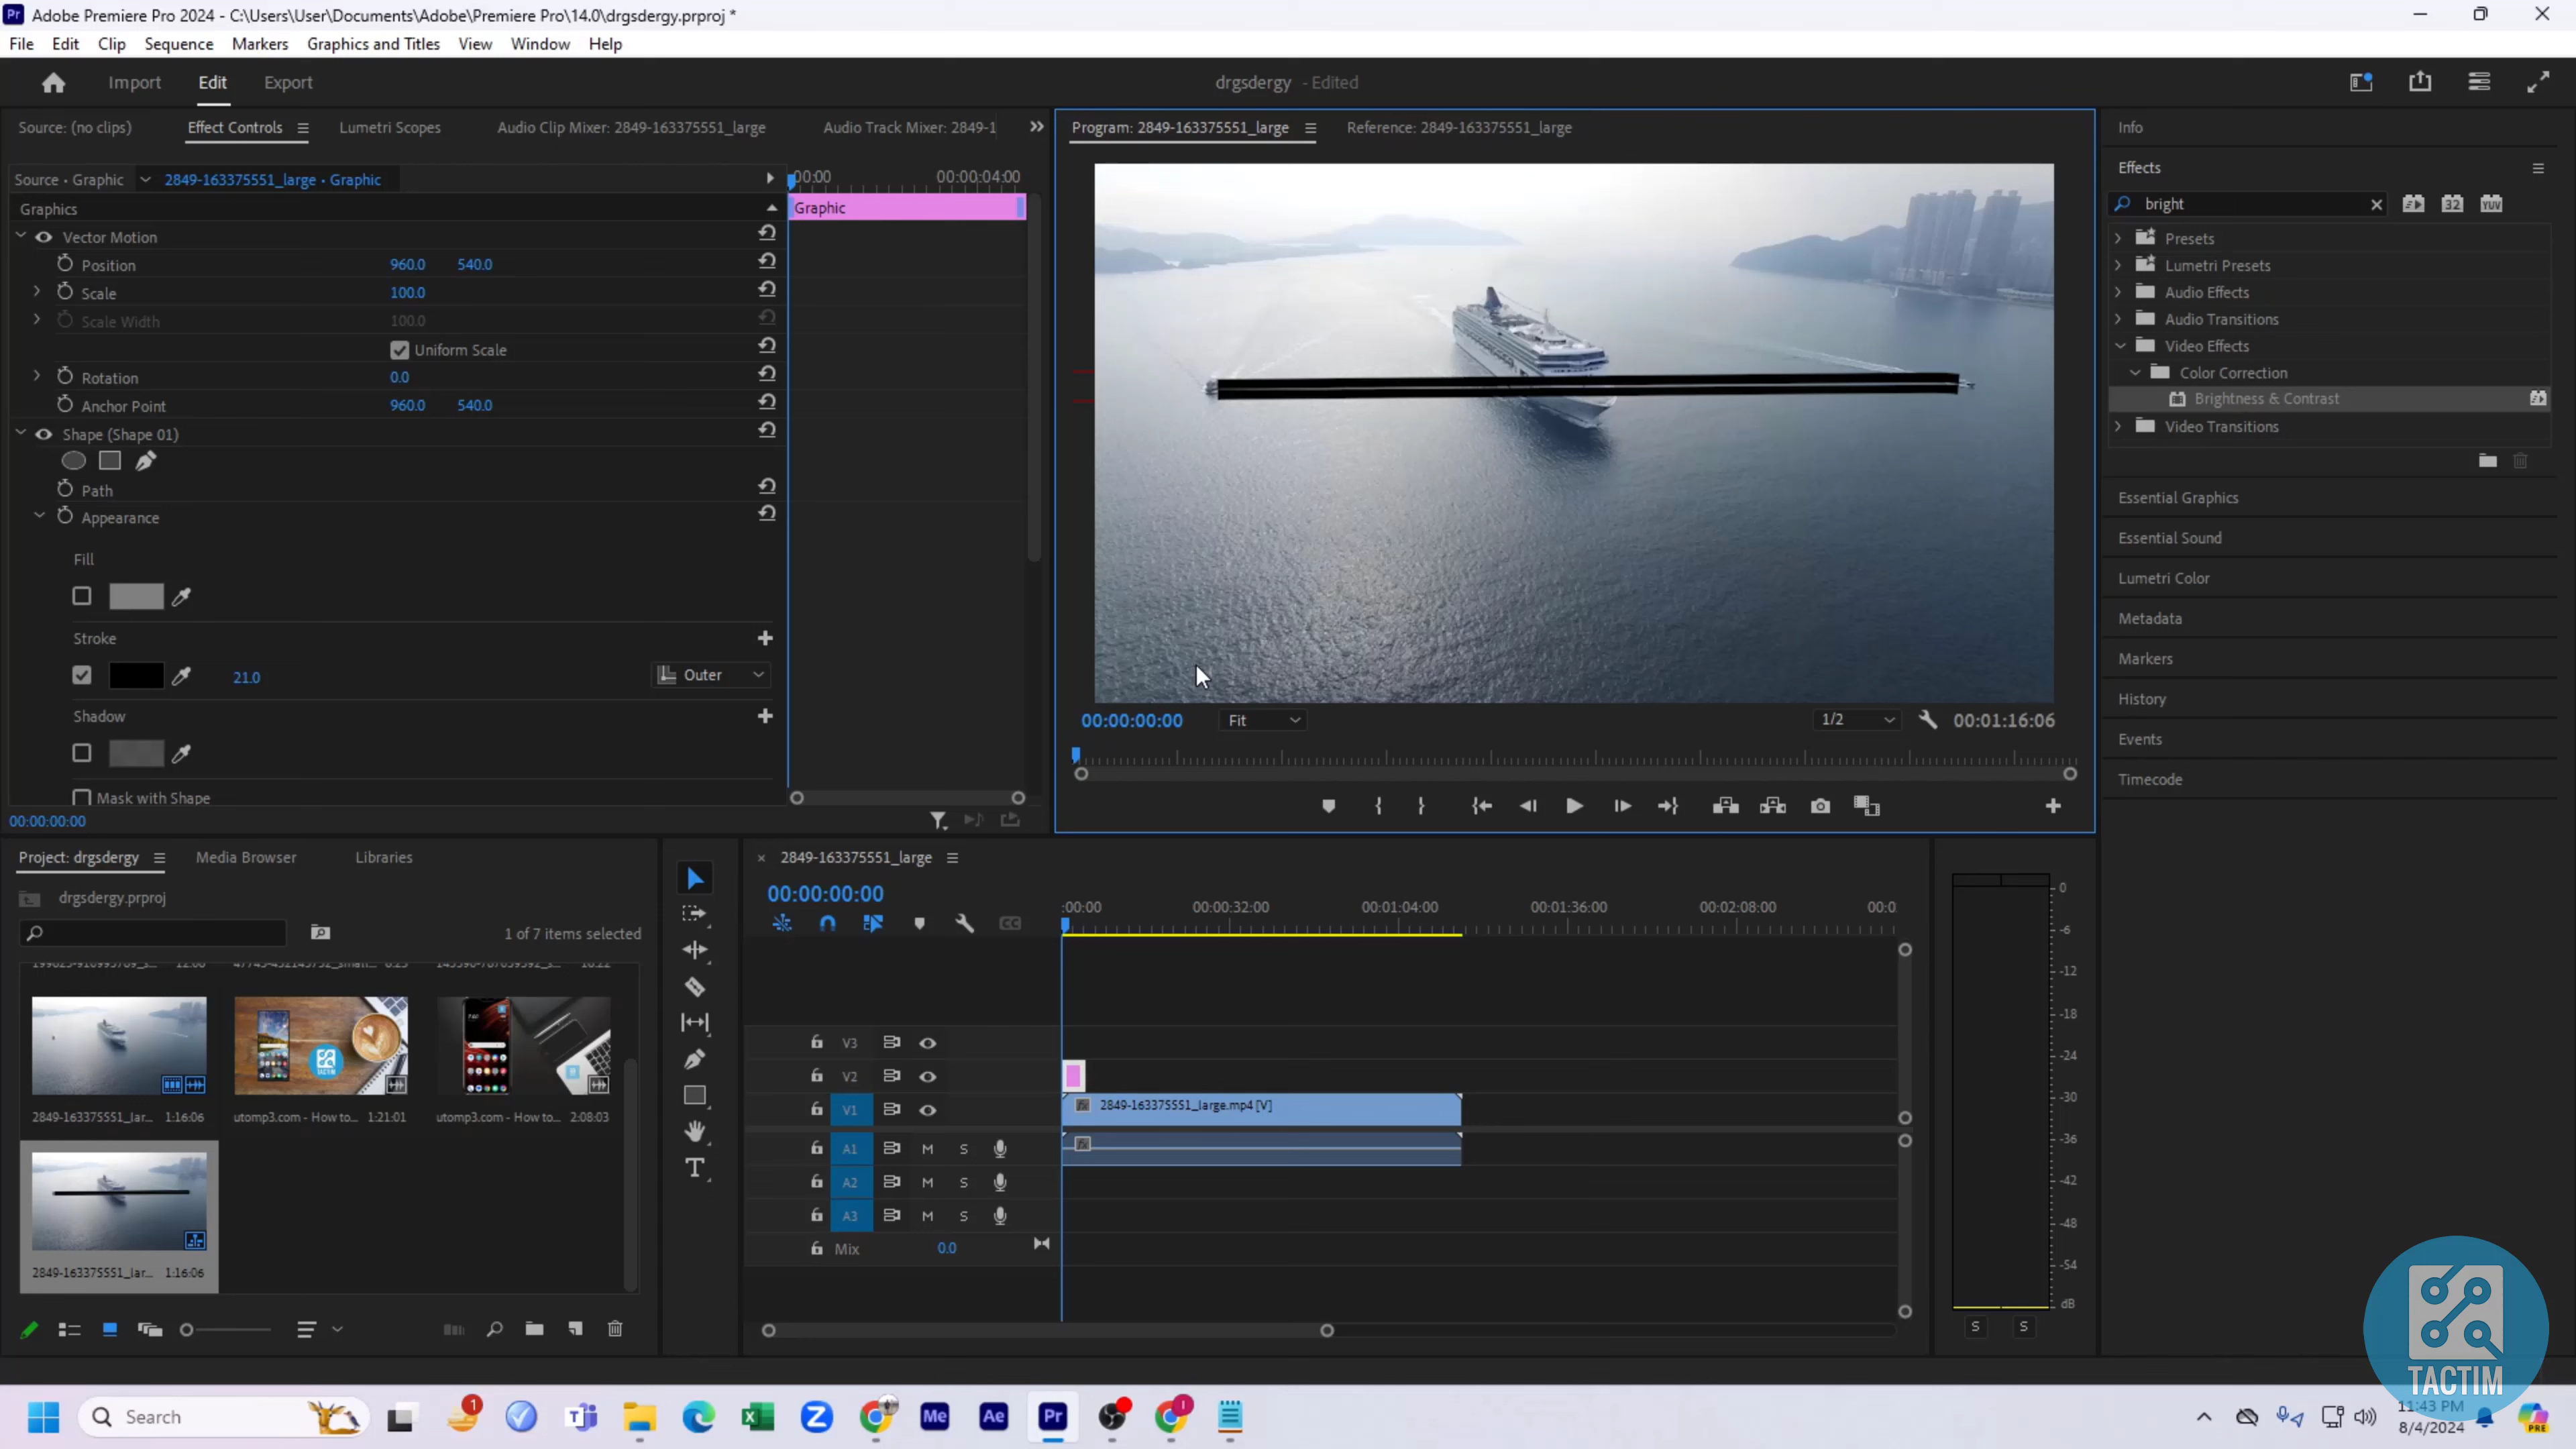 Adobe Premiere Pro 2024 - C:\Users\User\Documents\Adobe\Premiere Pro\14.0\drgsdergy.prproj *
File Edit Clip Sequence Markers Graphics and Titles View Window Help
Import Edit Export
drgsdergy - Edited
Source: (no clips) Effect Controls Lumetri Scopes Audio Clip Mixer: 2849-163375551_large Audio Track Mixer: 2849-1
Program: 2849-163375551_large Reference: 2849-163375551_large
Info
Source • Graphic 2849-163375551_large • Graphic
:00:00 00:00:04:00
Graphics
Graphic
Vector Motion
Position 960.0 540.0
Scale 100.0
Scale Width 100.0
Uniform Scale
Rotation 0.0
Anchor Point 960.0 540.0
Shape (Shape 01)
Path
Appearance
Fill
Stroke
21.0 Outer
Shadow
Mask with Shape
00:00:00:00
00:00:00:00 Fit 1/2 00:01:16:06
Effects
bright 32 YUV
Presets
Lumetri Presets
Audio Effects
Audio Transitions
Video Effects
Color Correction
Brightness & Contrast
Video Transitions
Essential Graphics
Essential Sound
Lumetri Color
Metadata
Markers
History
Events
Timecode
Project: drgsdergy Media Browser Libraries
drgsdergy.prproj
1 of 7 items selected
2849-163375551_lar... 1:16:06
utomp3.com - How to... 1:21:01
utomp3.com - How to... 2:08:03
2849-163375551_lar... 1:16:06
2849-163375551_large
00:00:00:00
:00:00 00:00:32:00 00:01:04:00 00:01:36:00 00:02:08:00 00:0
V3
V2
V1 fx 2849-163375551_large.mp4 [V]
A1 M S fx
A2 M S
A3 M S
Mix 0.0
0
-6
-12
-18
-24
-30
-36
-42
-48
-54
dB
S S
TACTIM
Search
1
Me Ae Pr
11:43 PM
8/4/2024
PRE